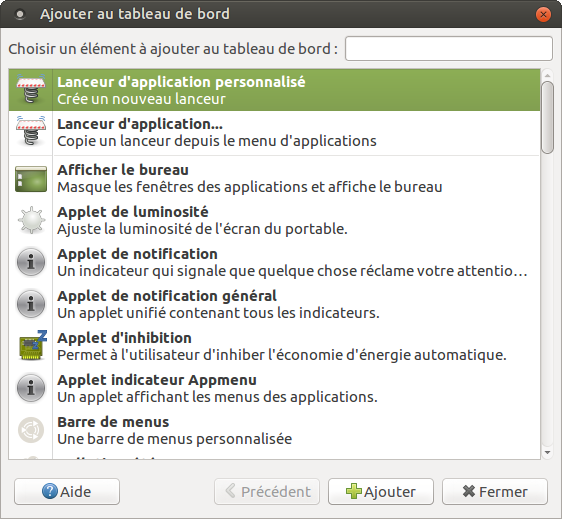 Ajouter au tableau de bord
Choisir un élément à ajouter au tableau de bord :
Lanceur d'application personnalisé
Crée un nouveau lanceur
Lanceur d'application...
Copie un lanceur depuis le menu d'applications
Afficher le bureau
Masque les fenêtres des applications et affiche le bureau
Applet de luminosité
Ajuste la luminosité de l'écran du portable.
Applet de notification
Un indicateur qui signale que quelque chose réclame votre attentio…
Applet de notification général
Un applet unifié contenant tous les indicateurs.
Applet d'inhibition
Permet à l'utilisateur d'inhiber l'économie d'énergie automatique.
Applet indicateur Appmenu
Un applet affichant les menus des applications.
Barre de menus
Une barre de menus personnalisée
Aide
Précédent
Ajouter
Fermer